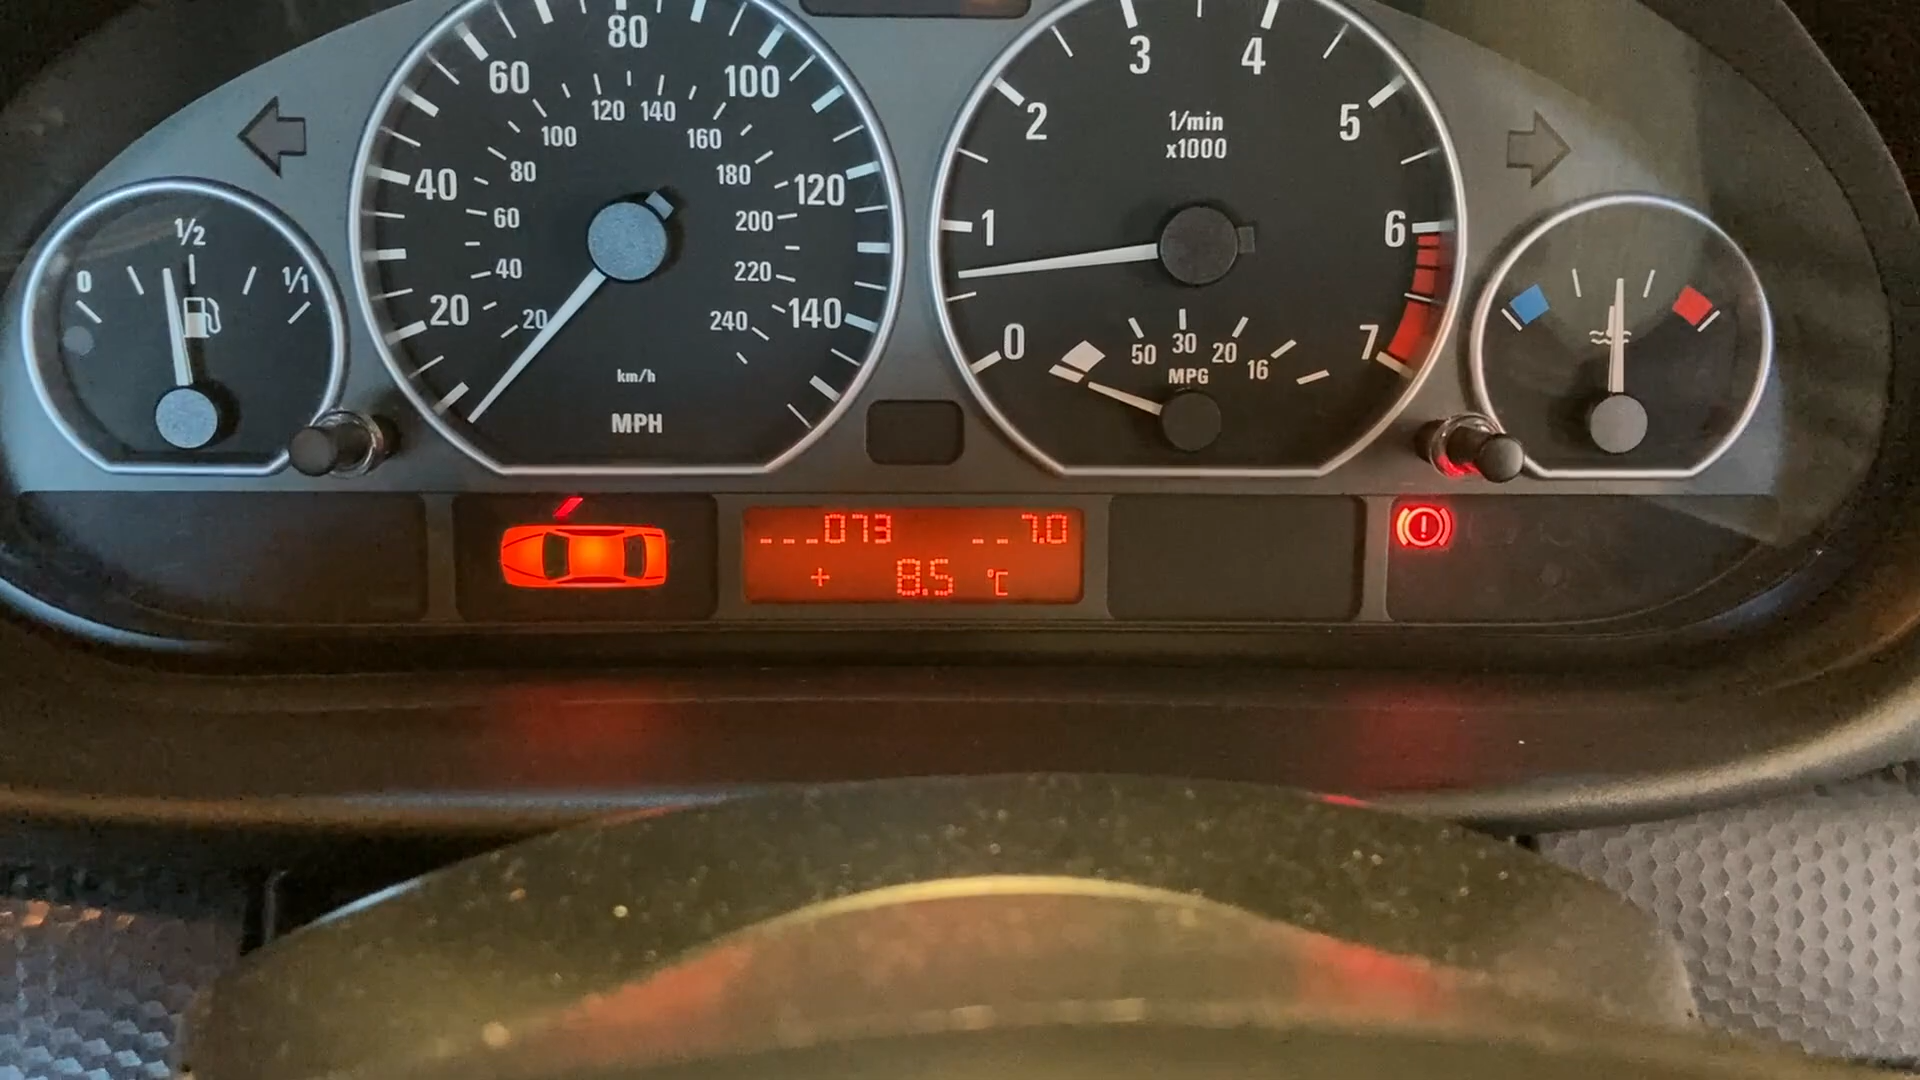 0 1/2 1/1
20 40 60 80 100 120 140
20 40 60 80 100 120 140 160 180 200 220 240
km/h
MPH
0 1 2 3 4 5 6 7
1/min
x1000
50 30 20 16
MPG
___073 __7.0
+ 8.5 °C
!